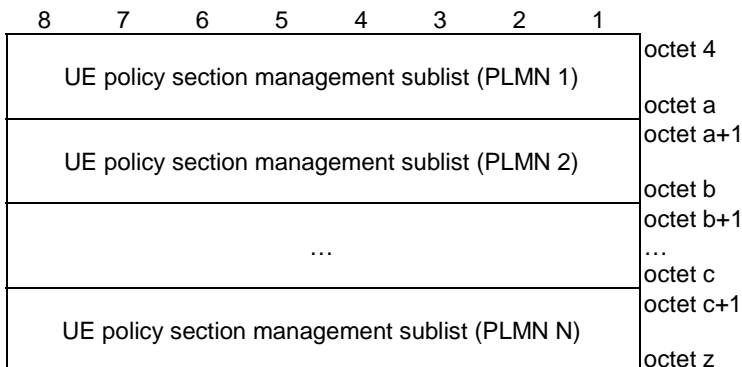 8 7 6 5 4 3 2 1
octet 4
UE policy section management sublist (PLMN 1)
octet a
octet a+1
UE policy section management sublist (PLMN 2)
octet b
octet b+1
… …
octet c
octet c+1
UE policy section management sublist (PLMN N)
octet z